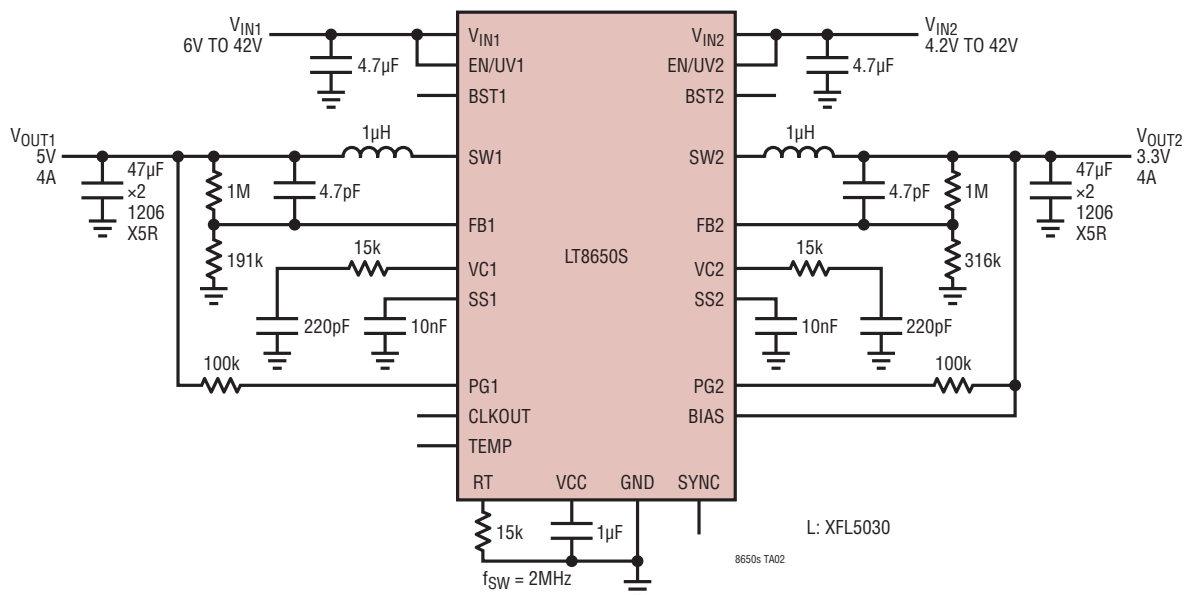 VIN1
6V TO 42V
4.7µF
VIN1
EN/UV1
BST1
VIN2
EN/UV2
BST2
4.7µF
VIN2
4.2V TO 42V
VOUT1
5V
4A
47µF
×2
1206
X5R
1M
4.7pF
1µH
SW1
191k
FB1
15k
VC1
SS1
220pF
10nF
100k
PG1
CLKOUT
TEMP
LT8650S
SW2
1µH
4.7pF
1M
47µF
×2
1206
X5R
VOUT2
3.3V
4A
FB2
316k
VC2
15k
SS2
10nF
220pF
PG2
100k
BIAS
RT
VCC
GND
SYNC
15k
1µF
fSW = 2MHz
L: XFL5030
8650s TA02